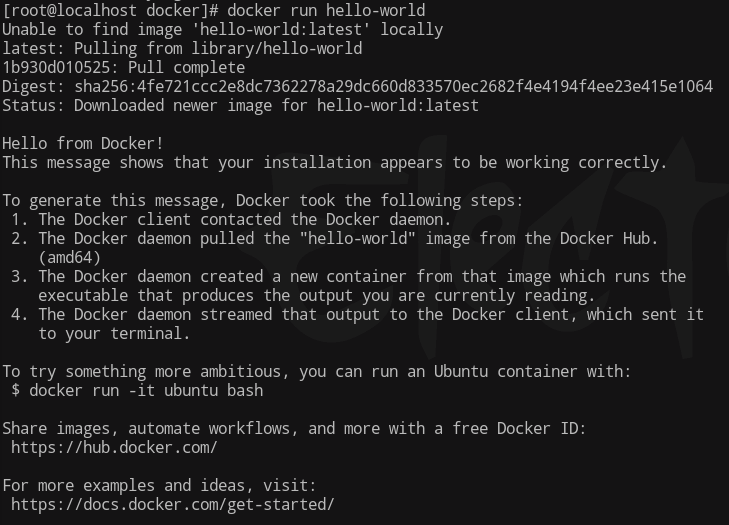 [root@localhost docker]# docker run hello-world
Unable to find image 'hello-world:latest' locally
latest: Pulling from library/hello-world
1b930d010525: Pull complete
Digest: sha256:4fe721ccc2e8dc7362278a29dc660d833570ec2682f4e4194f4ee23e415e1064
Status: Downloaded newer image for hello-world:latest

Hello from Docker!
This message shows that your installation appears to be working correctly.

To generate this message, Docker took the following steps:
 1. The Docker client contacted the Docker daemon.
 2. The Docker daemon pulled the "hello-world" image from the Docker Hub.
    (amd64)
 3. The Docker daemon created a new container from that image which runs the
    executable that produces the output you are currently reading.
 4. The Docker daemon streamed that output to the Docker client, which sent it
    to your terminal.

To try something more ambitious, you can run an Ubuntu container with:
 $ docker run -it ubuntu bash

Share images, automate workflows, and more with a free Docker ID:
 https://hub.docker.com/

For more examples and ideas, visit:
 https://docs.docker.com/get-started/